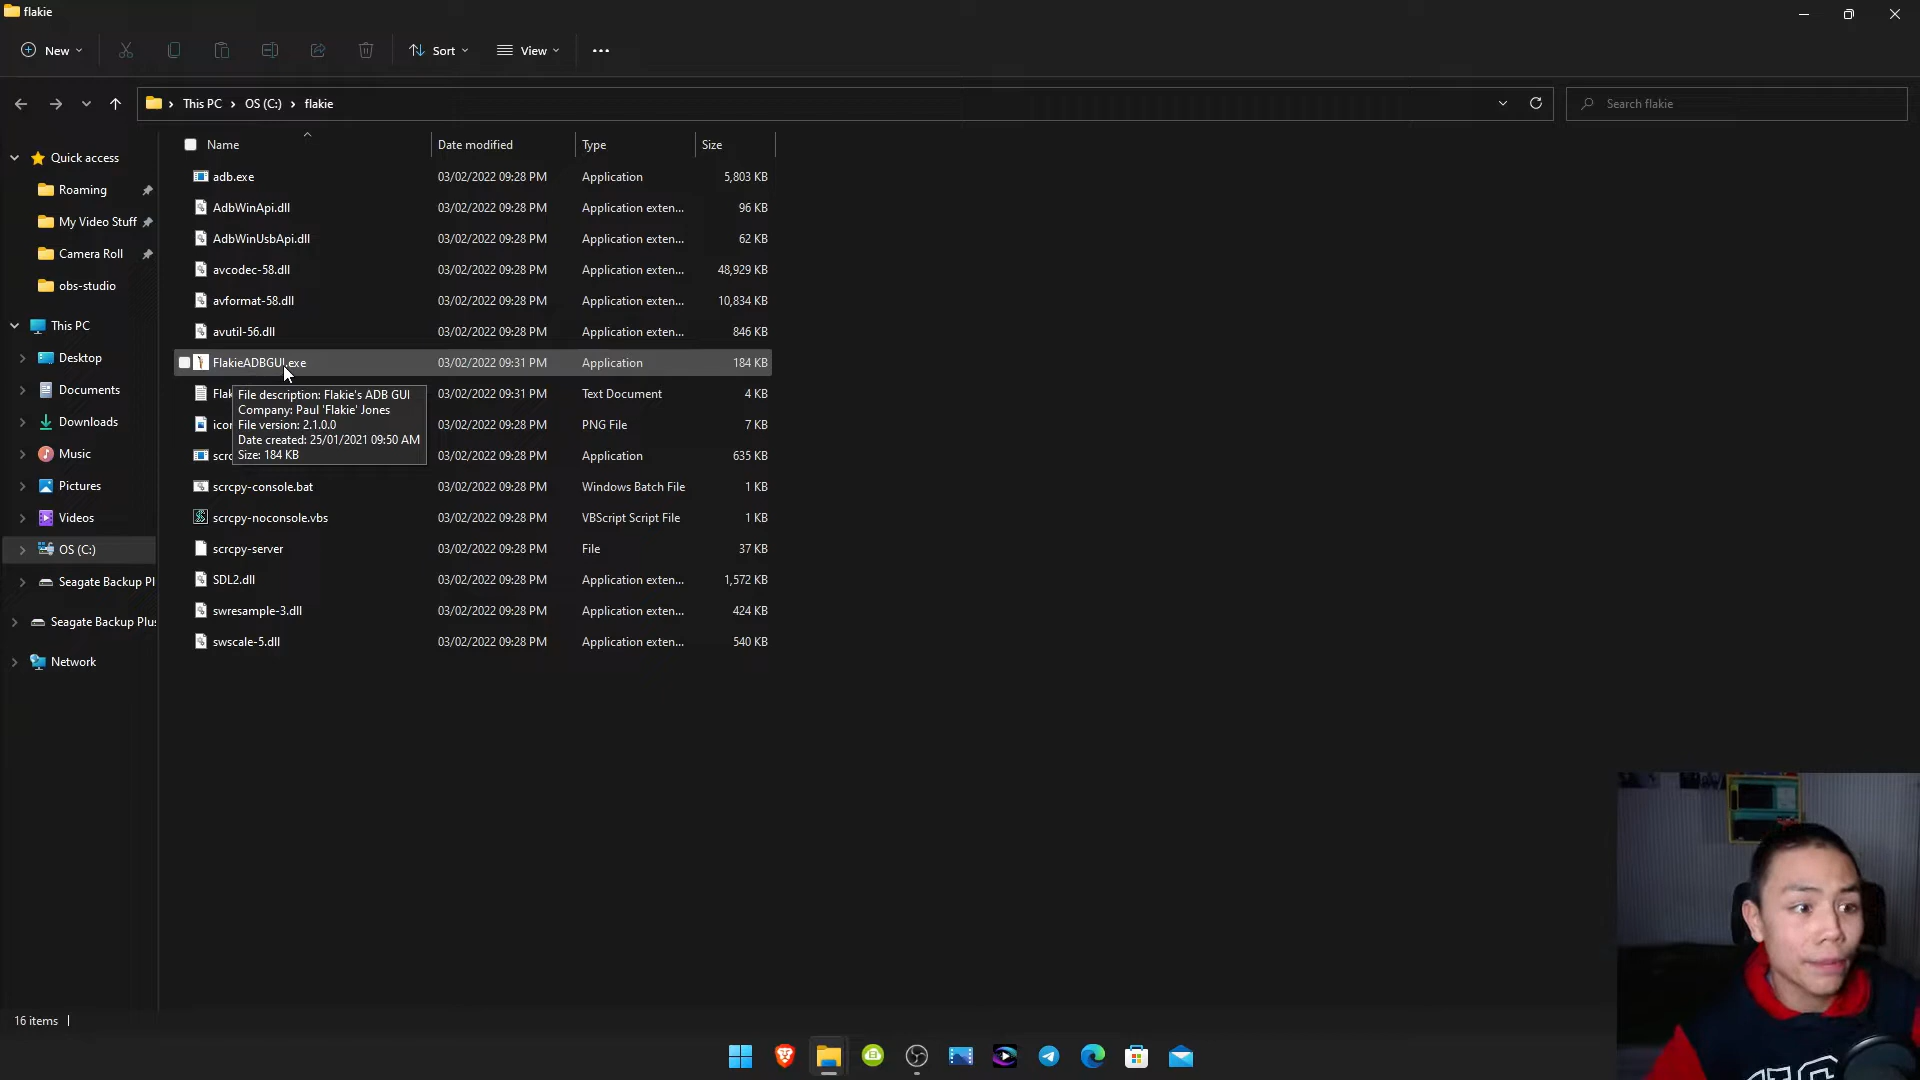 flakie
New
Sort
View
This PC
OS (C:)
flakie
Search flakie
Name
Date modified
Type
Size
Quick access
Roaming
My Video Stuff
Camera Roll
obs-studio
This PC
Desktop
Documents
Downloads
Music
Pictures
Videos
OS (C:)
Seagate Backup Pl
Seagate Backup Plus
Network
adb.exe 03/02/2022 09:28 PM Application 5,803 KB
AdbWinApi.dll 03/02/2022 09:28 PM Application exten... 96 KB
AdbWinUsbApi.dll 03/02/2022 09:28 PM Application exten... 62 KB
avcodec-58.dll 03/02/2022 09:28 PM Application exten... 48,929 KB
avformat-58.dll 03/02/2022 09:28 PM Application exten... 10,834 KB
avutil-56.dll 03/02/2022 09:28 PM Application exten... 846 KB
FlakieADBGUI.exe 03/02/2022 09:31 PM Application 184 KB
Flak 03/02/2022 09:31 PM Text Document 4 KB
icon 03/02/2022 09:28 PM PNG File 7 KB
scrc 03/02/2022 09:28 PM Application 635 KB
File description: Flakie's ADB GUI
Company: Paul 'Flakie' Jones
File version: 2.1.0.0
Date created: 25/01/2021 09:50 AM
Size: 184 KB
scrcpy-console.bat 03/02/2022 09:28 PM Windows Batch File 1 KB
scrcpy-noconsole.vbs 03/02/2022 09:28 PM VBScript Script File 1 KB
scrcpy-server 03/02/2022 09:28 PM File 37 KB
SDL2.dll 03/02/2022 09:28 PM Application exten... 1,572 KB
swresample-3.dll 03/02/2022 09:28 PM Application exten... 424 KB
swscale-5.dll 03/02/2022 09:28 PM Application exten... 540 KB
16 items